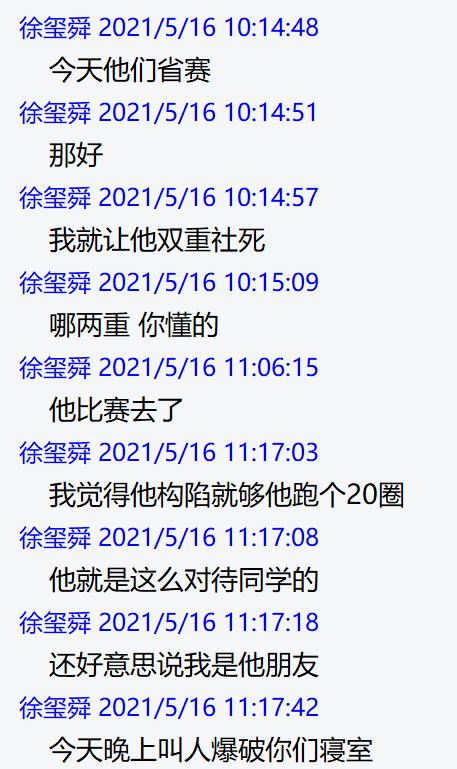 徐玺舜 2021/5/16 10:14:48
今天他们省赛
徐玺舜 2021/5/16 10:14:51
那好
徐玺舜 2021/5/16 10:14:57
我就让他双重社死
徐玺舜 2021/5/16 10:15:09
哪两重 你懂的
徐玺舜 2021/5/16 11:06:15
他比赛去了
徐玺舜 2021/5/16 11:17:03
我觉得他构陷就够他跑个20圈
徐玺舜 2021/5/16 11:17:08
他就是这么对待同学的
徐玺舜 2021/5/16 11:17:18
还好意思说我是他朋友
徐玺舜 2021/5/16 11:17:42
今天晚上叫人爆破你们寝室